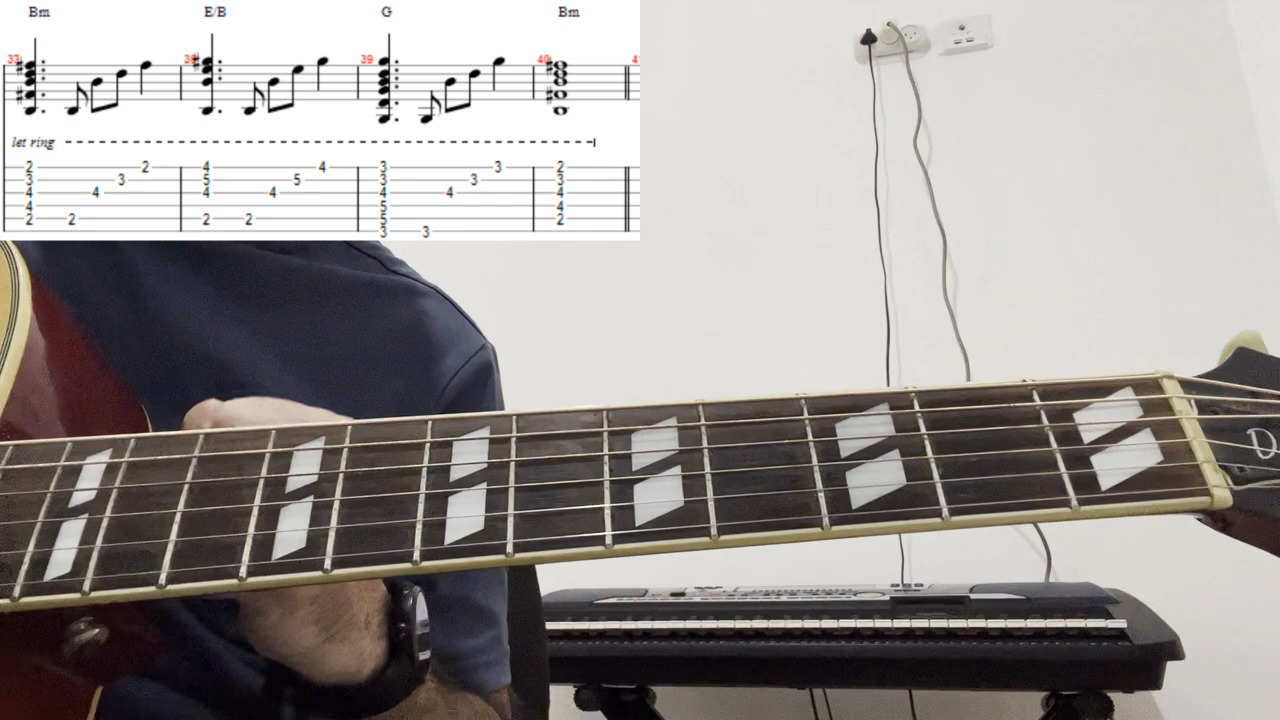 Bm E/B G Bm
37 38 39 40 41
let ring
2 2 4 4 3 3 2
3 3 5 5 3 3 3
4 4 4 4 4 4 4
4 5 4
2 2 2 2 5 2
3 3
D